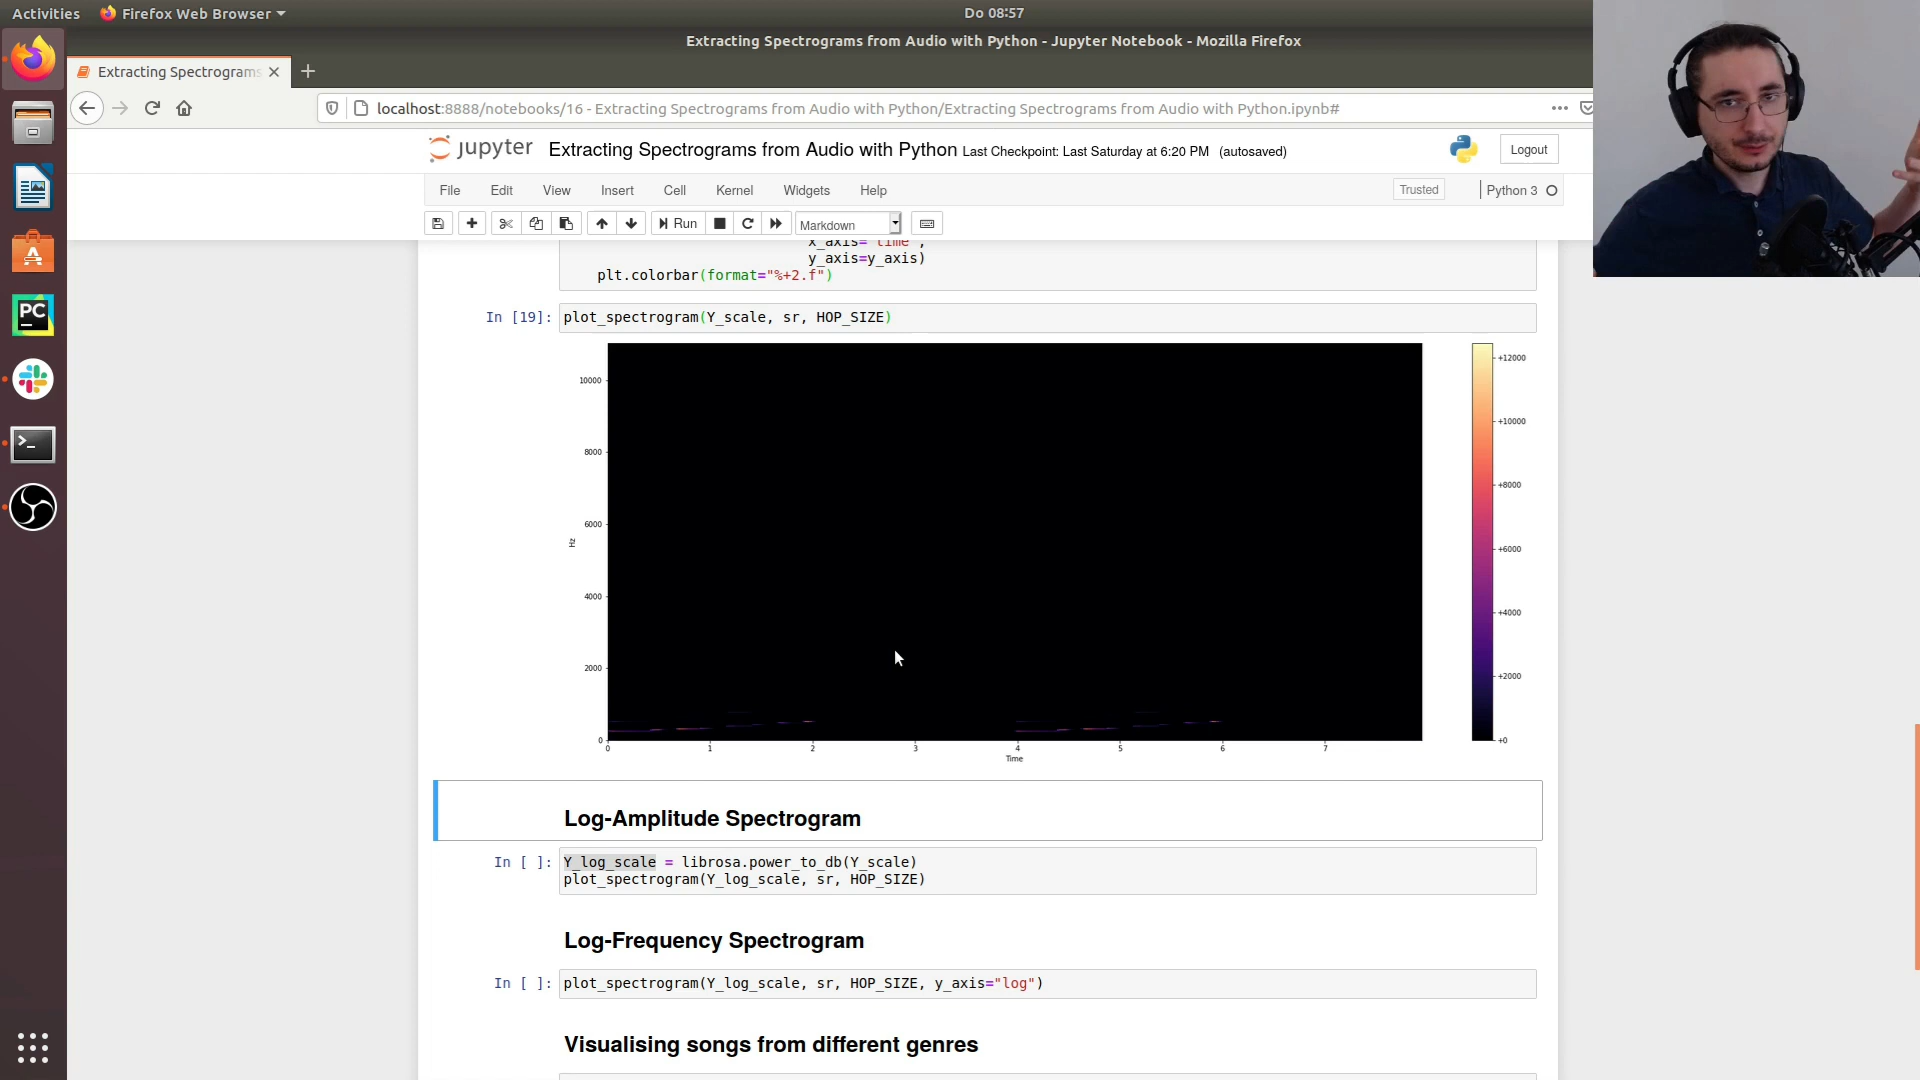 Activities
Firefox Web Browser
Do 08:57
Extracting Spectrograms from Audio with Python - Jupyter Notebook - Mozilla Firefox
Extracting Spectrograms
localhost:8888/notebooks/16 - Extracting Spectrograms from Audio with Python/Extracting Spectrograms from Audio with Python.ipynb#
jupyter Extracting Spectrograms from Audio with Python Last Checkpoint: Last Saturday at 6:20 PM (autosaved)
Logout
File Edit View Insert Cell Kernel Widgets Help
Trusted
Python 3
Run
Markdown
x_axis="time",
y_axis=y_axis)
plt.colorbar(format="%+2.f")
In [19]: plot_spectrogram(Y_scale, sr, HOP_SIZE)
10000
8000
6000
4000
2000
0
Hz
0 1 2 3 4 5 6 7
Time
+12000
+10000
+8000
+6000
+4000
+2000
+0
Log-Amplitude Spectrogram
In [ ]: Y_log_scale = librosa.power_to_db(Y_scale)
plot_spectrogram(Y_log_scale, sr, HOP_SIZE)
Log-Frequency Spectrogram
In [ ]: plot_spectrogram(Y_log_scale, sr, HOP_SIZE, y_axis="log")
Visualising songs from different genres
PC